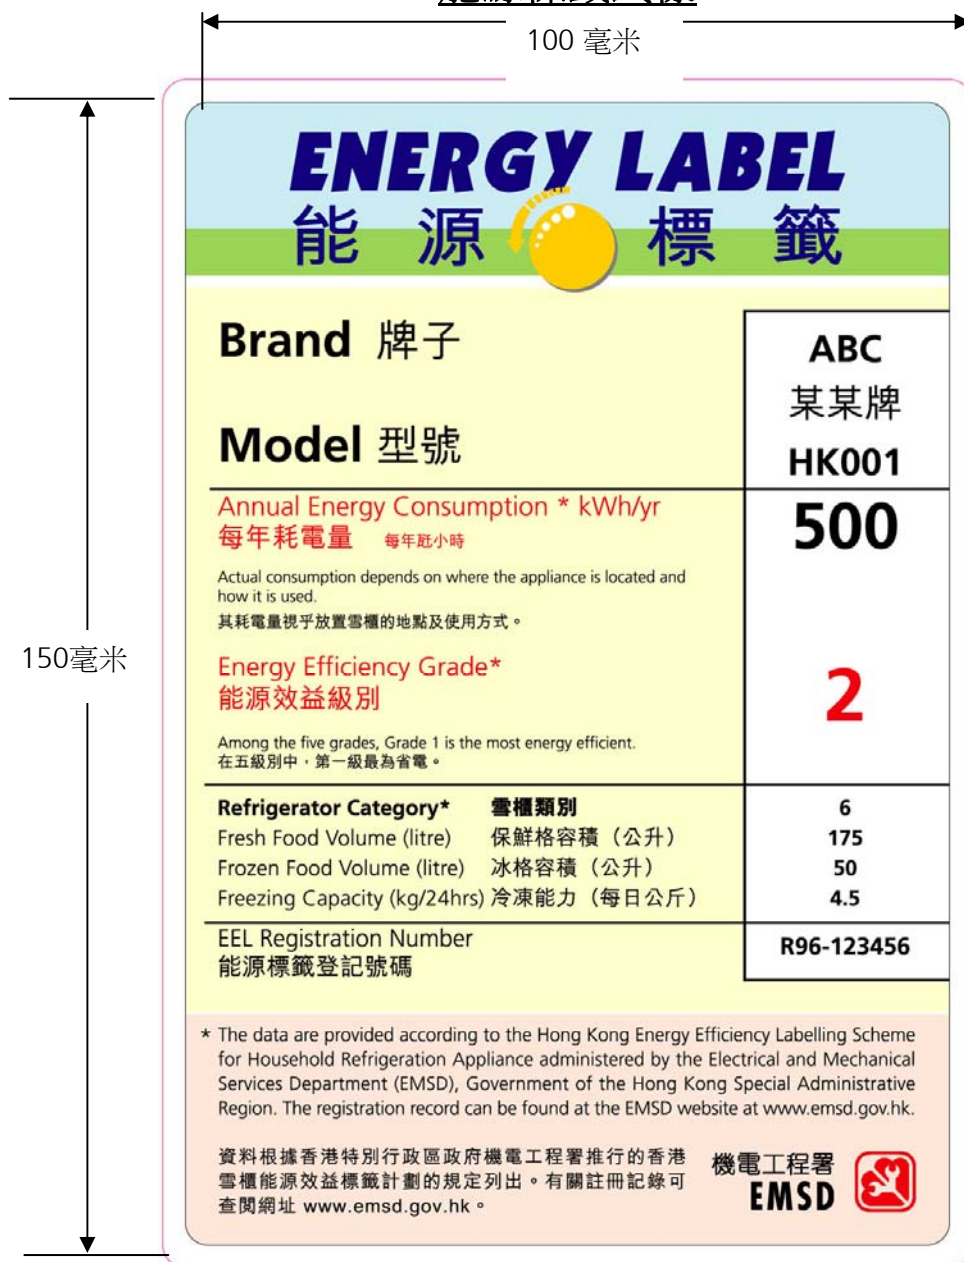 100 毫米
ENERGY LABEL
能源標籤
Brand 牌子
ABC
某某牌
Model 型號
HK001
Annual Energy Consumption * kWh/yr
500
每年耗電量 每年瓩小時
Actual consumption depends on where the appliance is located and
how it is used.
其耗電量視乎放置雪櫃的地點及使用方式。
150毫米
Energy Efficiency Grade*
能源效益級別
2
Among the five grades, Grade 1 is the most energy efficient.
在五級別中，第一級最為省電。
Refrigerator Category* 雪櫃類別 6
Fresh Food Volume (litre) 保鮮格容積（公升） 175
Frozen Food Volume (litre) 冰格容積（公升） 50
Freezing Capacity (kg/24hrs) 冷凍能力（每日公斤） 4.5
EEL Registration Number
能源標籤登記號碼
R96-123456
* The data are provided according to the Hong Kong Energy Efficiency Labelling Scheme
for Household Refrigeration Appliance administered by the Electrical and Mechanical
Services Department (EMSD), Government of the Hong Kong Special Administrative
Region. The registration record can be found at the EMSD website at www.emsd.gov.hk.
資料根據香港特別行政區政府機電工程署推行的香港
雪櫃能源效益標籤計劃的規定列出。有關註冊記錄可
查閱網址 www.emsd.gov.hk。
機電工程署
EMSD